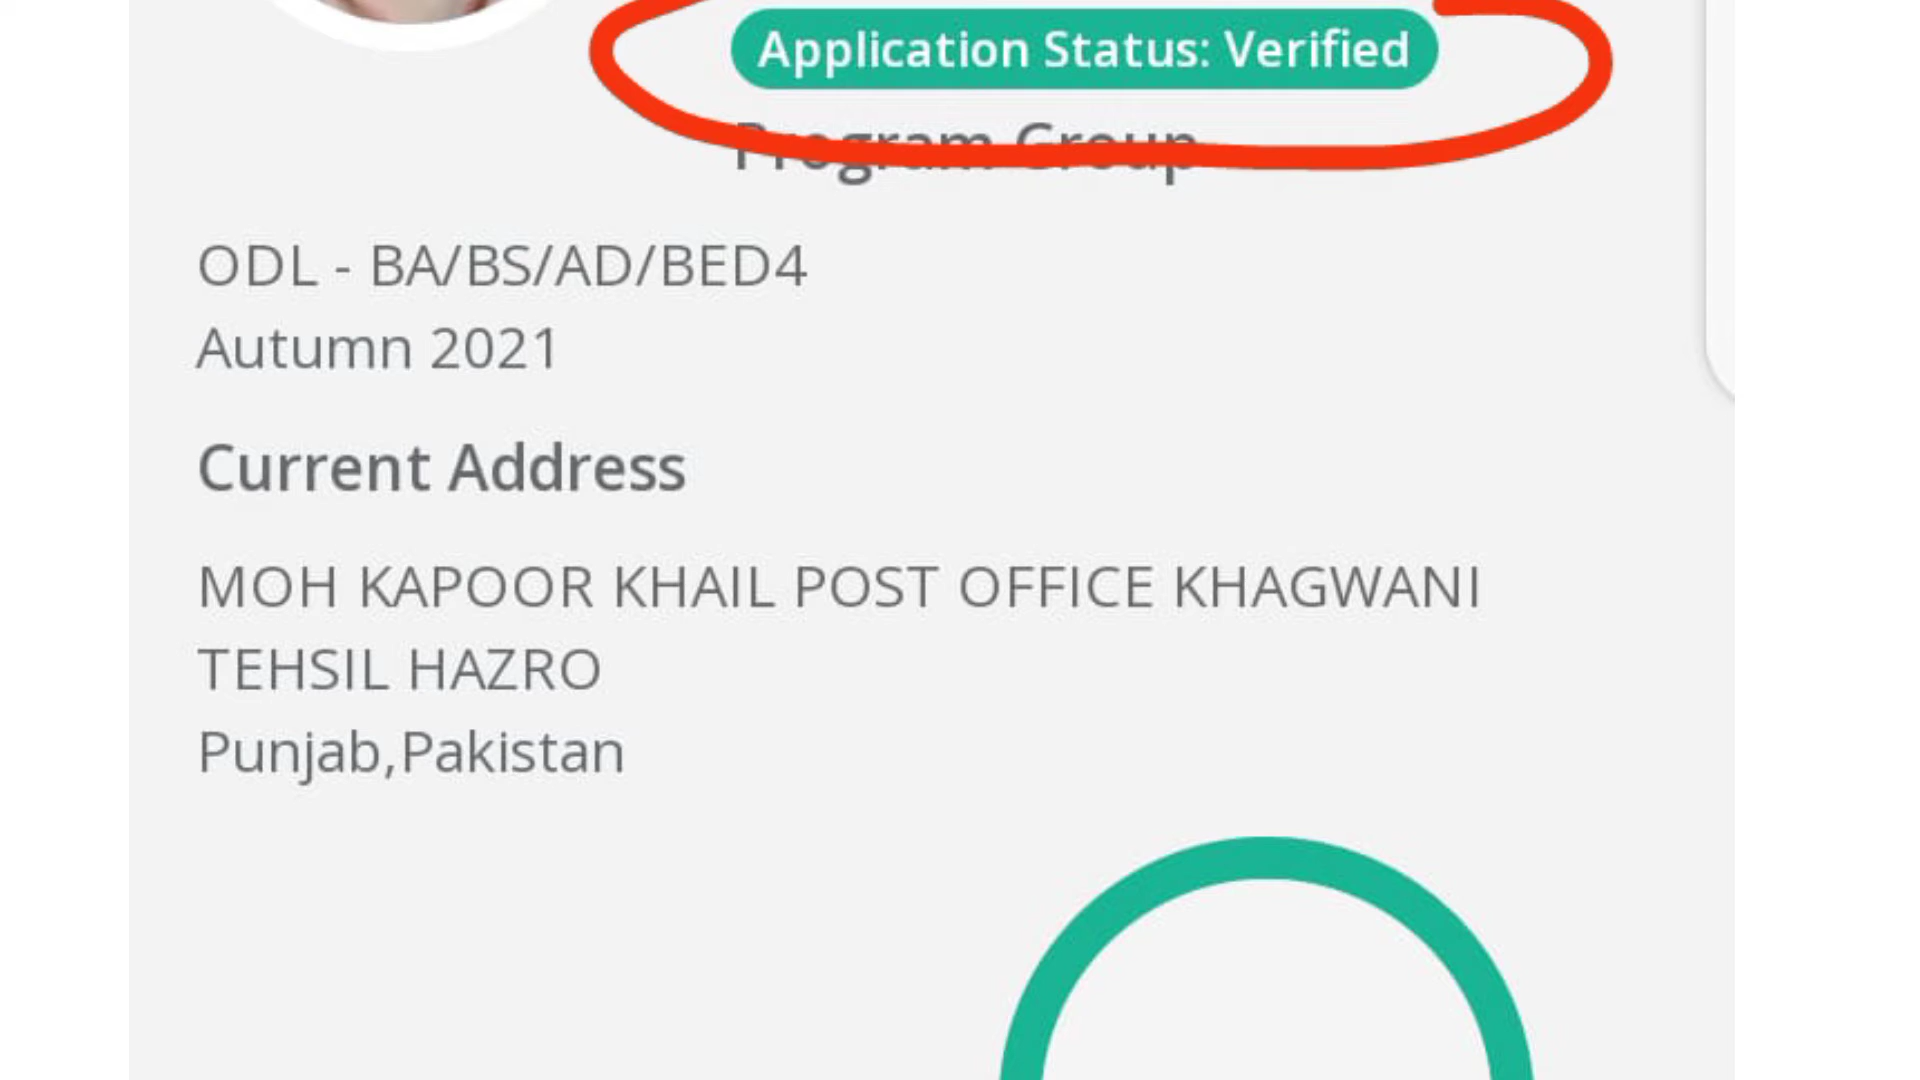 Application Status: Verified
Program Group
ODL - BA/BS/AD/BED4
Autumn 2021
Current Address
MOH KAPOOR KHAIL POST OFFICE KHAGWANI
TEHSIL HAZRO
Punjab,Pakistan